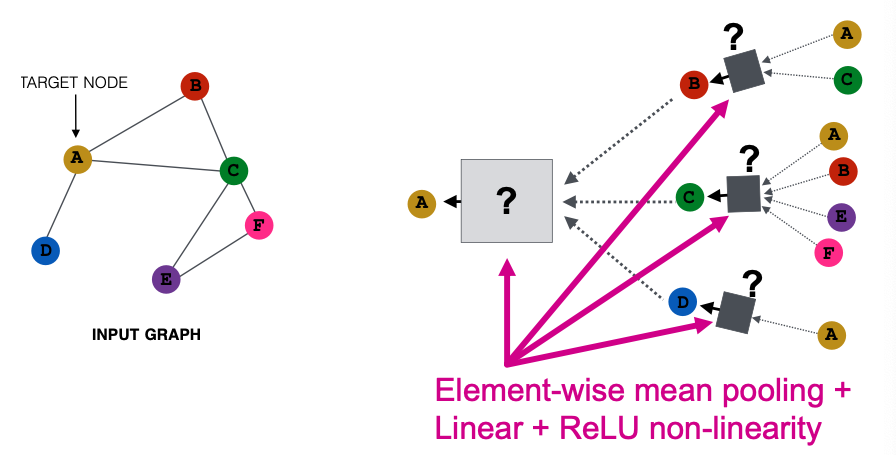 TARGET NODE
B
A
C
F
D
E
INPUT GRAPH
?
A
B
C
?
A
B
A
?
C
E
F
?
D
A
Element-wise mean pooling +
Linear + ReLU non-linearity